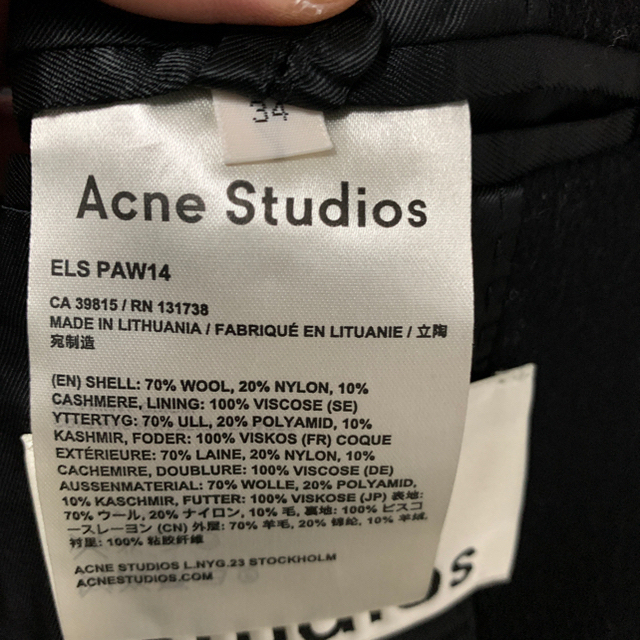 34
Acne Studios
ELS PAW14
CA 39815 / RN 131738
MADE IN LITHUANIA / FABRIQUÉ EN LITUANIE / 立陶
宛制造
(EN) SHELL: 70% WOOL, 20% NYLON, 10%
CASHMERE, LINING: 100% VISCOSE (SE)
YTTERTYG: 70% ULL, 20% POLYAMID, 10%
KASHMIR, FODER: 100% VISKOS (FR) COQUE
EXTÉRIEURE: 70% LAINE, 20% NYLON, 10%
CACHEMIRE, DOUBLURE: 100% VISCOSE (DE)
AUSSENMATERIAL: 70% WOLLE, 20% POLYAMID,
10% KASCHMIR, FUTTER: 100% VISKOSE (JP) 表地:
70% ウール, 20% ナイロン, 10% 毛, 裏地: 100% ビスコ
ースレーヨン (CN) 外层: 70% 羊毛, 20% 锦纶, 10% 羊绒,
衬里: 100% 粘胶纤维
ACNE STUDIOS L.NYG.23 STOCKHOLM
ACNESTUDIOS.COM